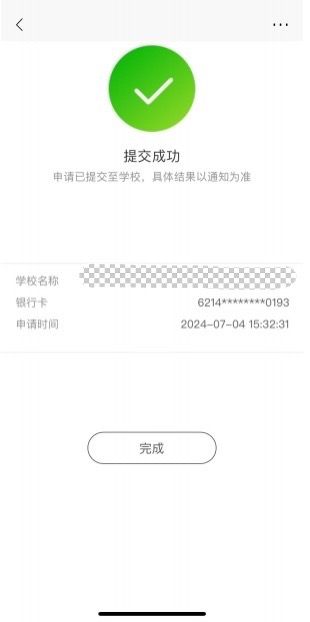 提交成功
申请已提交至学校，具体结果以通知为准
学校名称
银行卡 6214********0193
申请时间 2024-07-04 15:32:31
完成